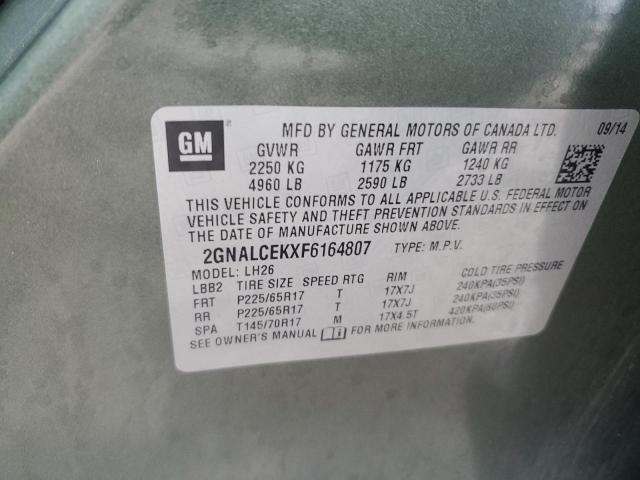 GM
MFD BY GENERAL MOTORS OF CANADA LTD. 09/14
GVWR GAWR FRT GAWR RR
2250 KG 1175 KG 1240 KG
4960 LB 2590 LB 2733 LB
THIS VEHICLE CONFORMS TO ALL APPLICABLE U.S. FEDERAL MOTOR
VEHICLE SAFETY AND THEFT PREVENTION STANDARDS IN EFFECT ON
THE DATE OF MANUFACTURE SHOWN ABOVE.
2GNALCEKXF6164807 TYPE: M.P.V.
MODEL: LH26
LBB2 TIRE SIZE SPEED RTG RIM COLD TIRE PRESSURE
FRT P225/65R17 T 17X7J 240KPA(35PSI)
RR P225/65R17 T 17X7J 240KPA(35PSI)
SPA T145/70R17 M 17X4.5T 420KPA(60PSI)
SEE OWNER'S MANUAL FOR MORE INFORMATION.